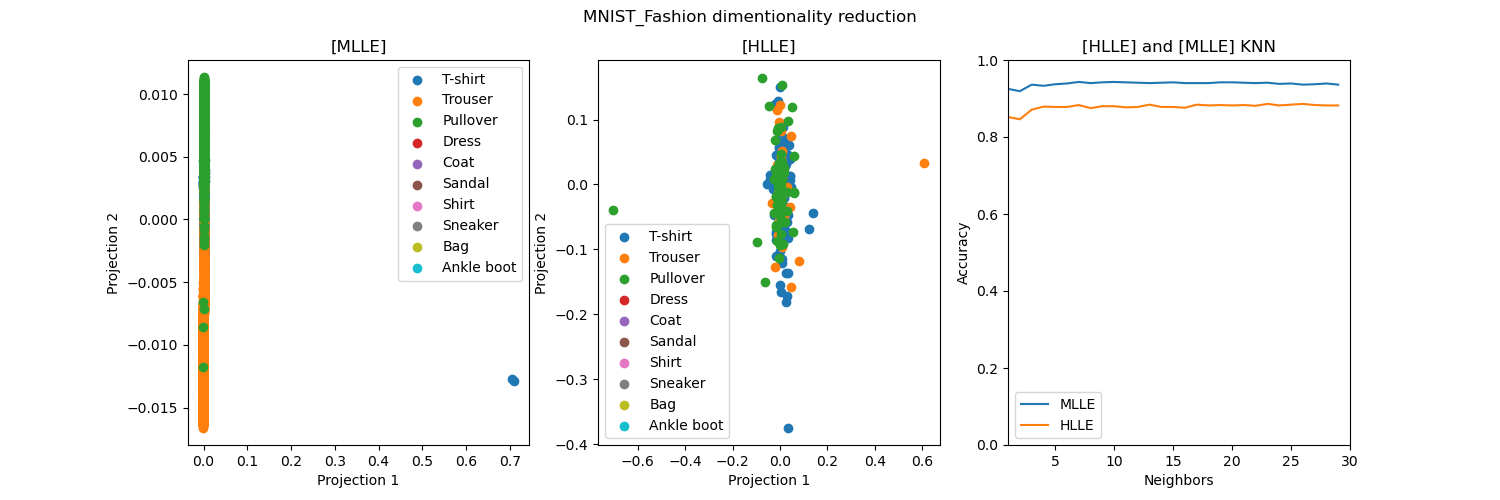 MNIST_Fashion dimentionality reduction
[MLLE]
0.010
0.005
0.000
−0.005
−0.010
−0.015
Projection 2
0.0 0.1 0.2 0.3 0.4 0.5 0.6 0.7
Projection 1
T-shirt
Trouser
Pullover
Dress
Coat
Sandal
Shirt
Sneaker
Bag
Ankle boot
[HLLE]
0.1
0.0
−0.1
−0.2
−0.3
−0.4
Projection 2
−0.6 −0.4 −0.2 0.0 0.2 0.4 0.6
Projection 1
T-shirt
Trouser
Pullover
Dress
Coat
Sandal
Shirt
Sneaker
Bag
Ankle boot
[HLLE] and [MLLE] KNN
1.0
0.8
0.6
0.4
0.2
0.0
Accuracy
5 10 15 20 25 30
Neighbors
MLLE
HLLE